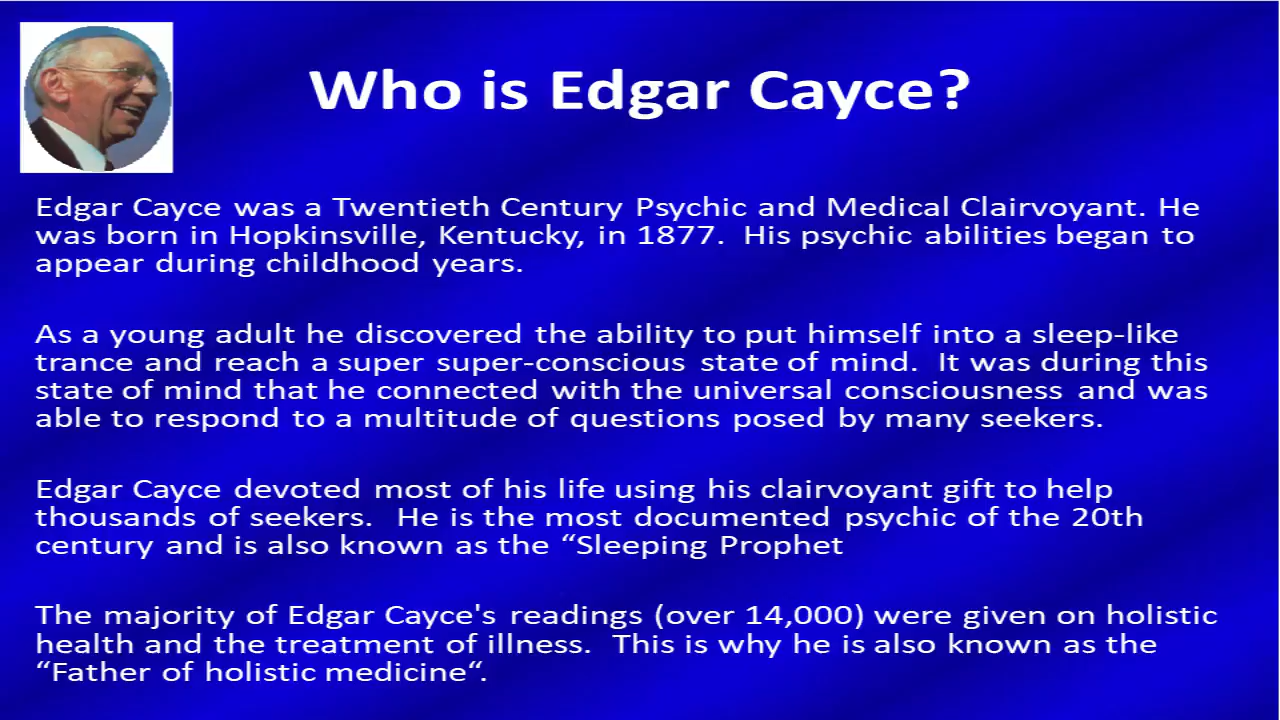 Who is Edgar Cayce?
Edgar Cayce was a Twentieth Century Psychic and Medical Clairvoyant. He
was born in Hopkinsville, Kentucky, in 1877.  His psychic abilities began to
appear during childhood years.
As a young adult he discovered the ability to put himself into a sleep-like
trance and reach a super super-conscious state of mind.  It was during this
state of mind that he connected with the universal consciousness and was
able to respond to a multitude of questions posed by many seekers.
Edgar Cayce devoted most of his life using his clairvoyant gift to help
thousands of seekers.  He is the most documented psychic of the 20th
century and is also known as the “Sleeping Prophet
The majority of Edgar Cayce's readings (over 14,000) were given on holistic
health and the treatment of illness.  This is why he is also known as the
“Father of holistic medicine“.